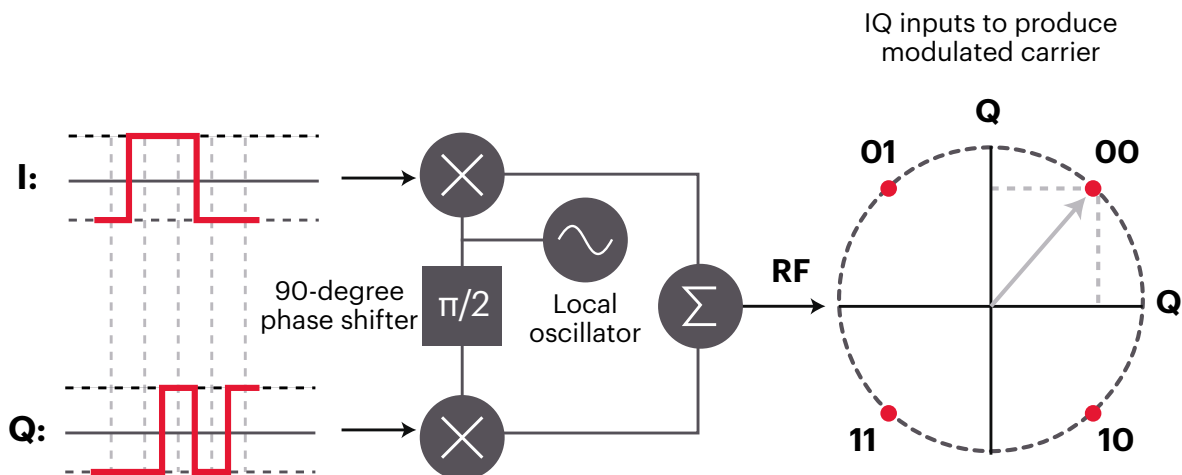 IQ inputs to produce
modulated carrier
Q
01
00
I:
90-degree
phase shifter
π/2
Local
oscillator
Σ
RF
Q
Q:
11
10